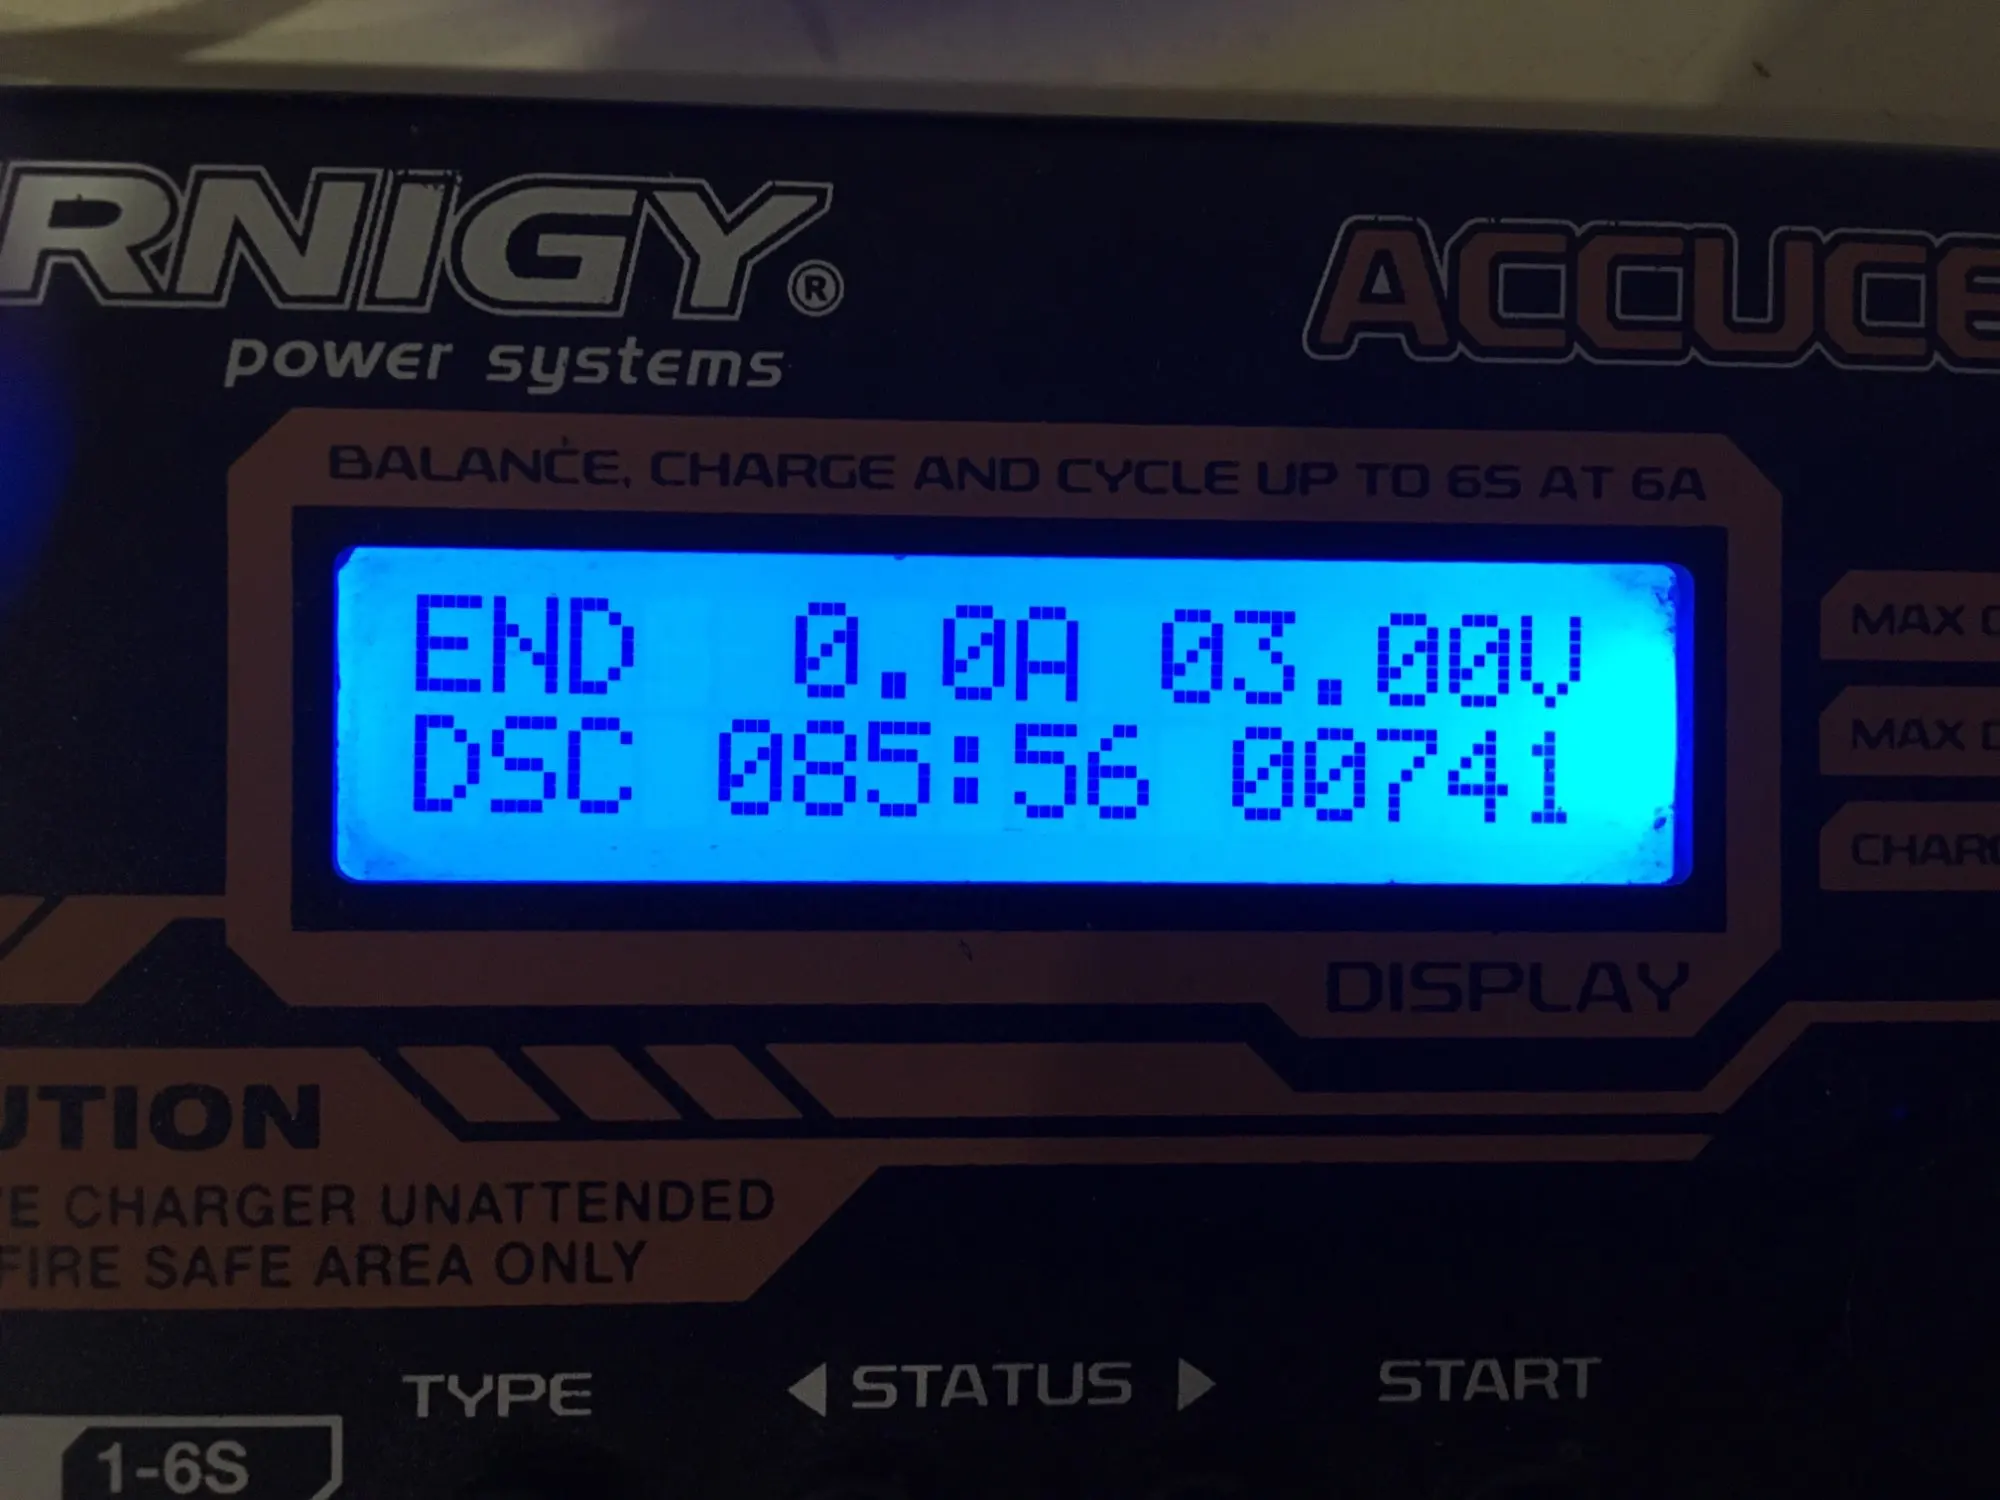 RNIGY®
power systems
ACCUCE
BALANCE, CHARGE AND CYCLE UP TO 6S AT 6A
END 0.0A 03.00V
DSC 085:56 00741
MAX
MAX
CHAR
DISPLAY
UTION
E CHARGER UNATTENDED
FIRE SAFE AREA ONLY
TYPE
◀ STATUS ▶
START
1-6S